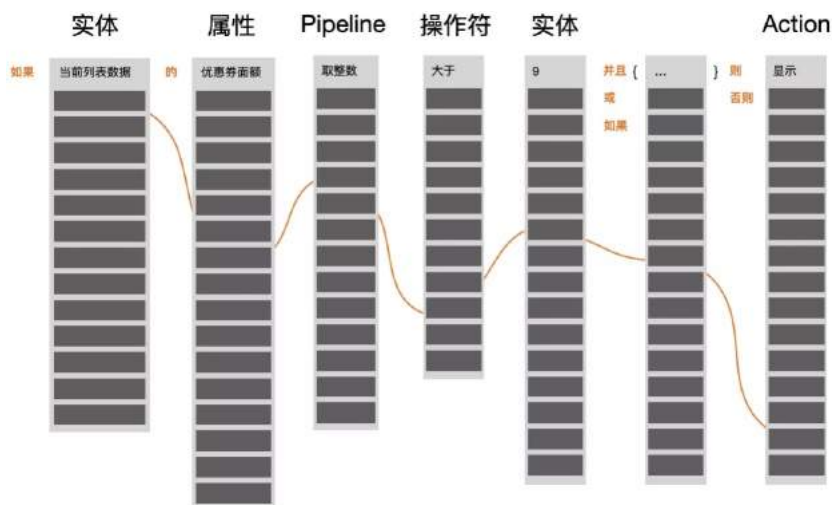 实体 属性 Pipeline 操作符 实体 Action
如果 当前列表数据 的 优惠券面额 取整数 大于 9 并且 { ... } 则 显示
或 否则
如果